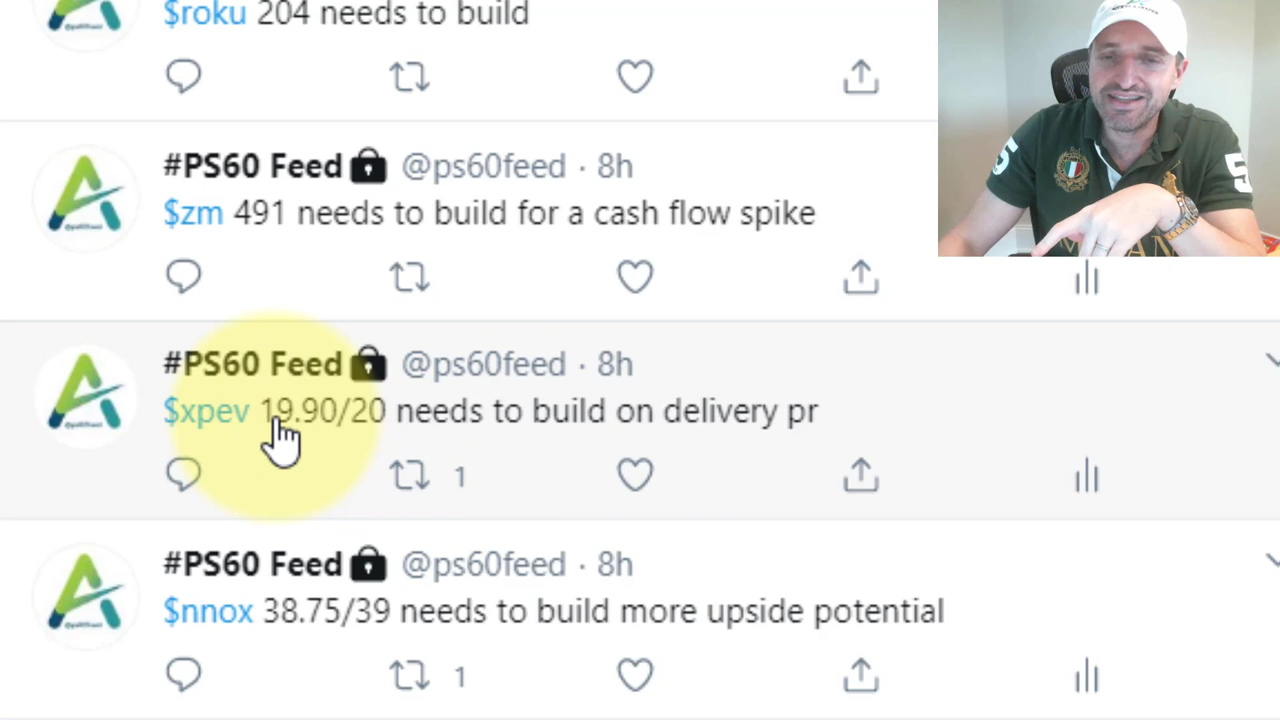 $roku 204 needs to build
#PS60 Feed @ps60feed · 8h
$zm 491 needs to build for a cash flow spike
#PS60 Feed @ps60feed · 8h
$xpev 19.90/20 needs to build on delivery pr
1
#PS60 Feed @ps60feed · 8h
$nnox 38.75/39 needs to build more upside potential
1